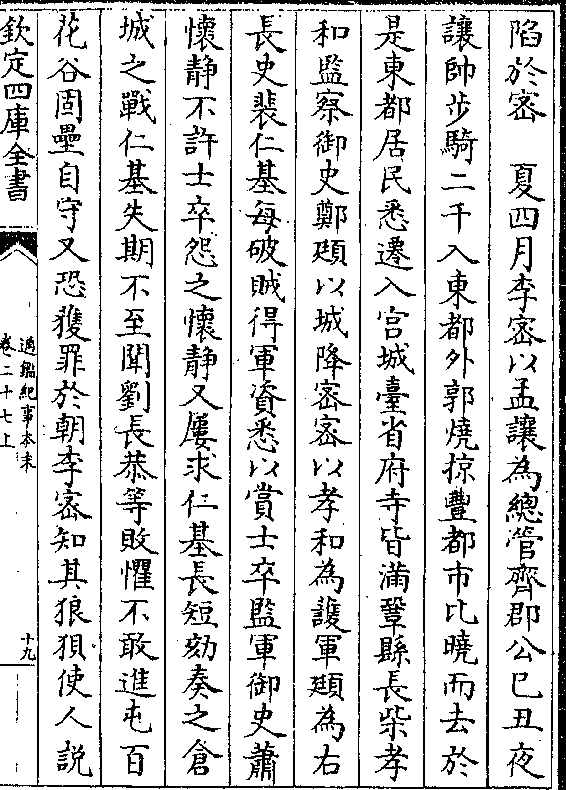 陷於密　夏四月李密以孟讓為總管齊郡公己丑夜
讓帥步騎二千入東都外郭燒掠豐都市比曉而去於
是東都居民悉遷入宮城臺省府寺皆滿鞏縣長柴孝
和監察御史鄭頲以城降密密以孝和為護軍頲為右
長史裴仁基每破賊得軍資悉以賞士卒監軍御史蕭
懷靜不許士卒怨之懷靜又屢求仁基長短劾奏之倉
城之戰仁基失期不至聞劉長恭等敗懼不敢進屯百
花谷固壘自守又恐獲罪於朝李密知其狼狽使人説
欽定四庫全書
通鑑紀事本末
卷二十七上
十九